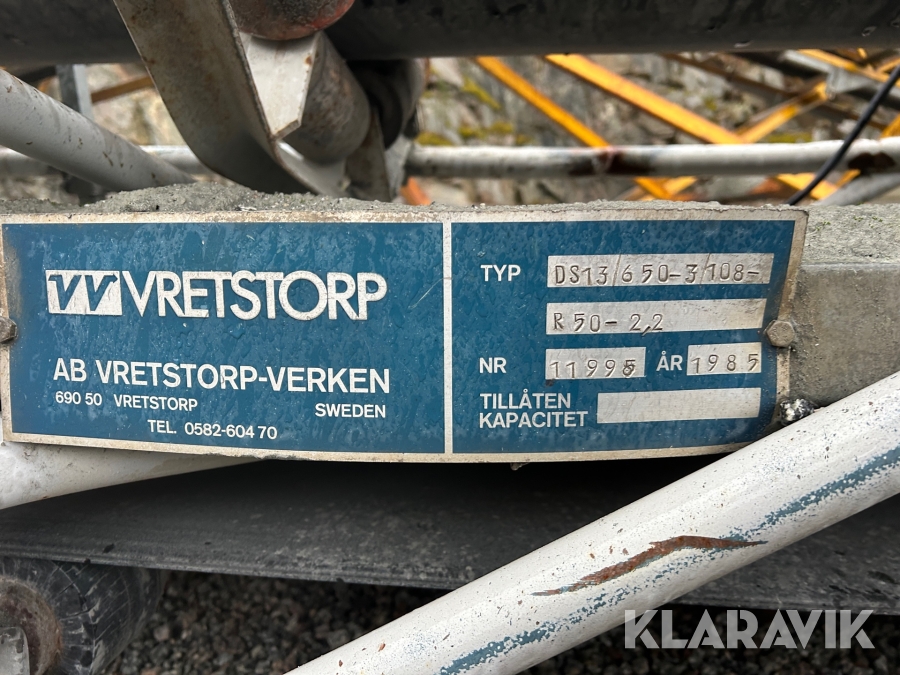 VV VRETSTORP
AB VRETSTORP-VERKEN
690 50 VRETSTORP SWEDEN
TEL. 0582-604 70
TYP DS13/650-3/108-
R50-2,2
NR 11995 ÅR 1985
TILLÅTEN
KAPACITET
KLARAVIK